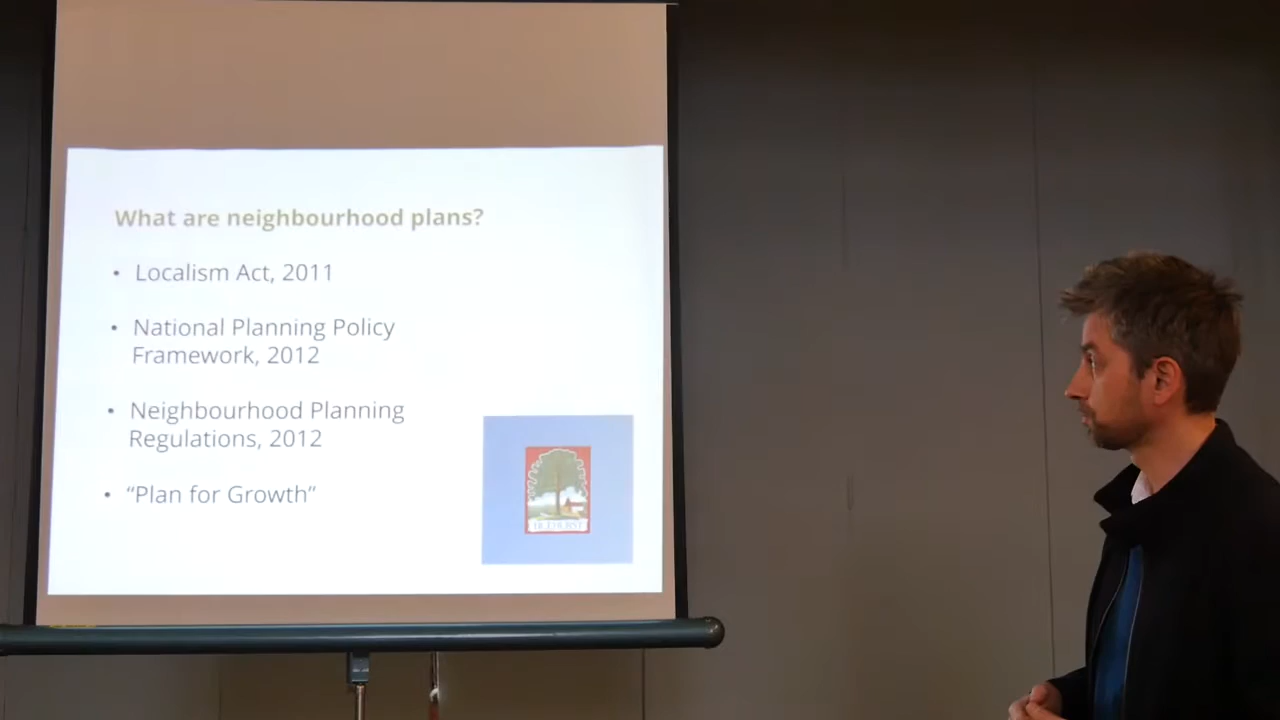 What are neighbourhood plans?
• Localism Act, 2011
• National Planning Policy
Framework, 2012
• Neighbourhood Planning
Regulations, 2012
• “Plan for Growth”
TILEHURST